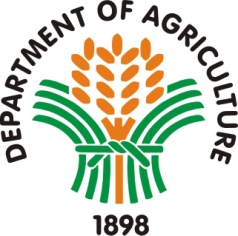 DEPARTMENT OF AGRICULTURE
1898